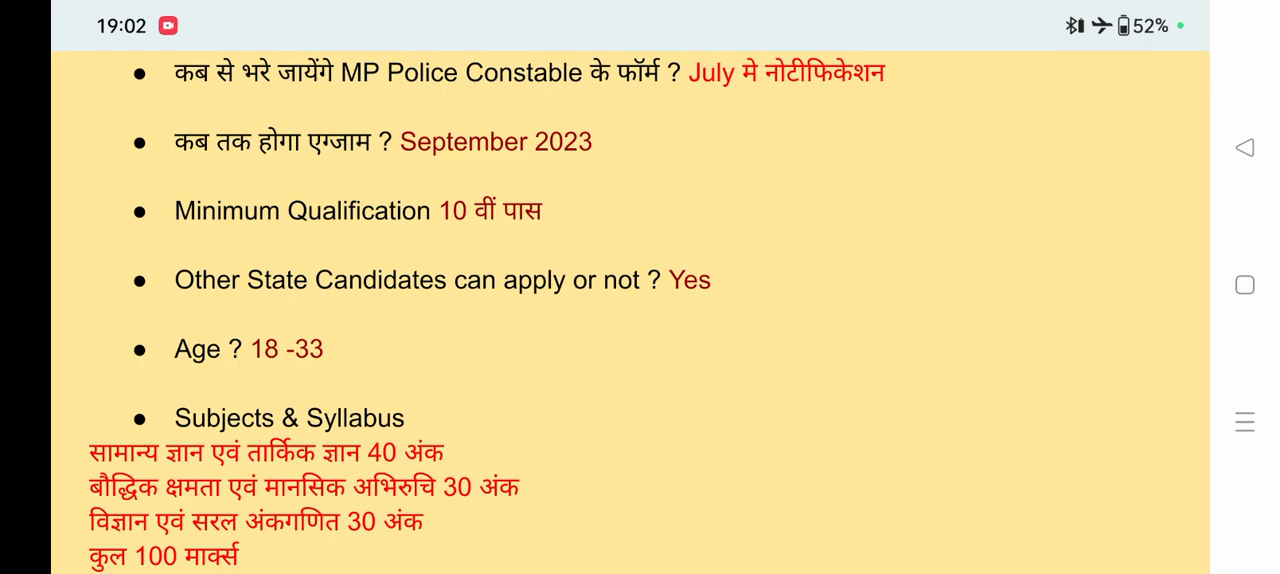 19:02
52%
● कब से भरे जायेंगे MP Police Constable के फॉर्म ? July मे नोटीफिकेशन
● कब तक होगा एग्जाम ? September 2023
● Minimum Qualification 10 वीं पास
● Other State Candidates can apply or not ? Yes
● Age ? 18 -33
● Subjects & Syllabus
सामान्य ज्ञान एवं तार्किक ज्ञान 40 अंक
बौद्धिक क्षमता एवं मानसिक अभिरुचि 30 अंक
विज्ञान एवं सरल अंकगणित 30 अंक
कुल 100 मार्क्स